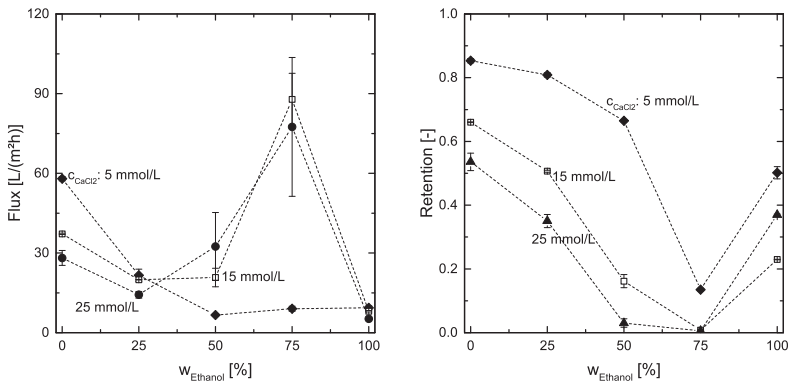 120
90
60
30
0
Flux [L/(m²h)]
c_CaCl2: 5 mmol/L
15 mmol/L
25 mmol/L
0 25 50 75 100
w_Ethanol [%]
1.0
0.8
0.6
0.4
0.2
0.0
Retention [-]
c_CaCl2: 5 mmol/L
15 mmol/L
25 mmol/L
0 25 50 75 100
w_Ethanol [%]